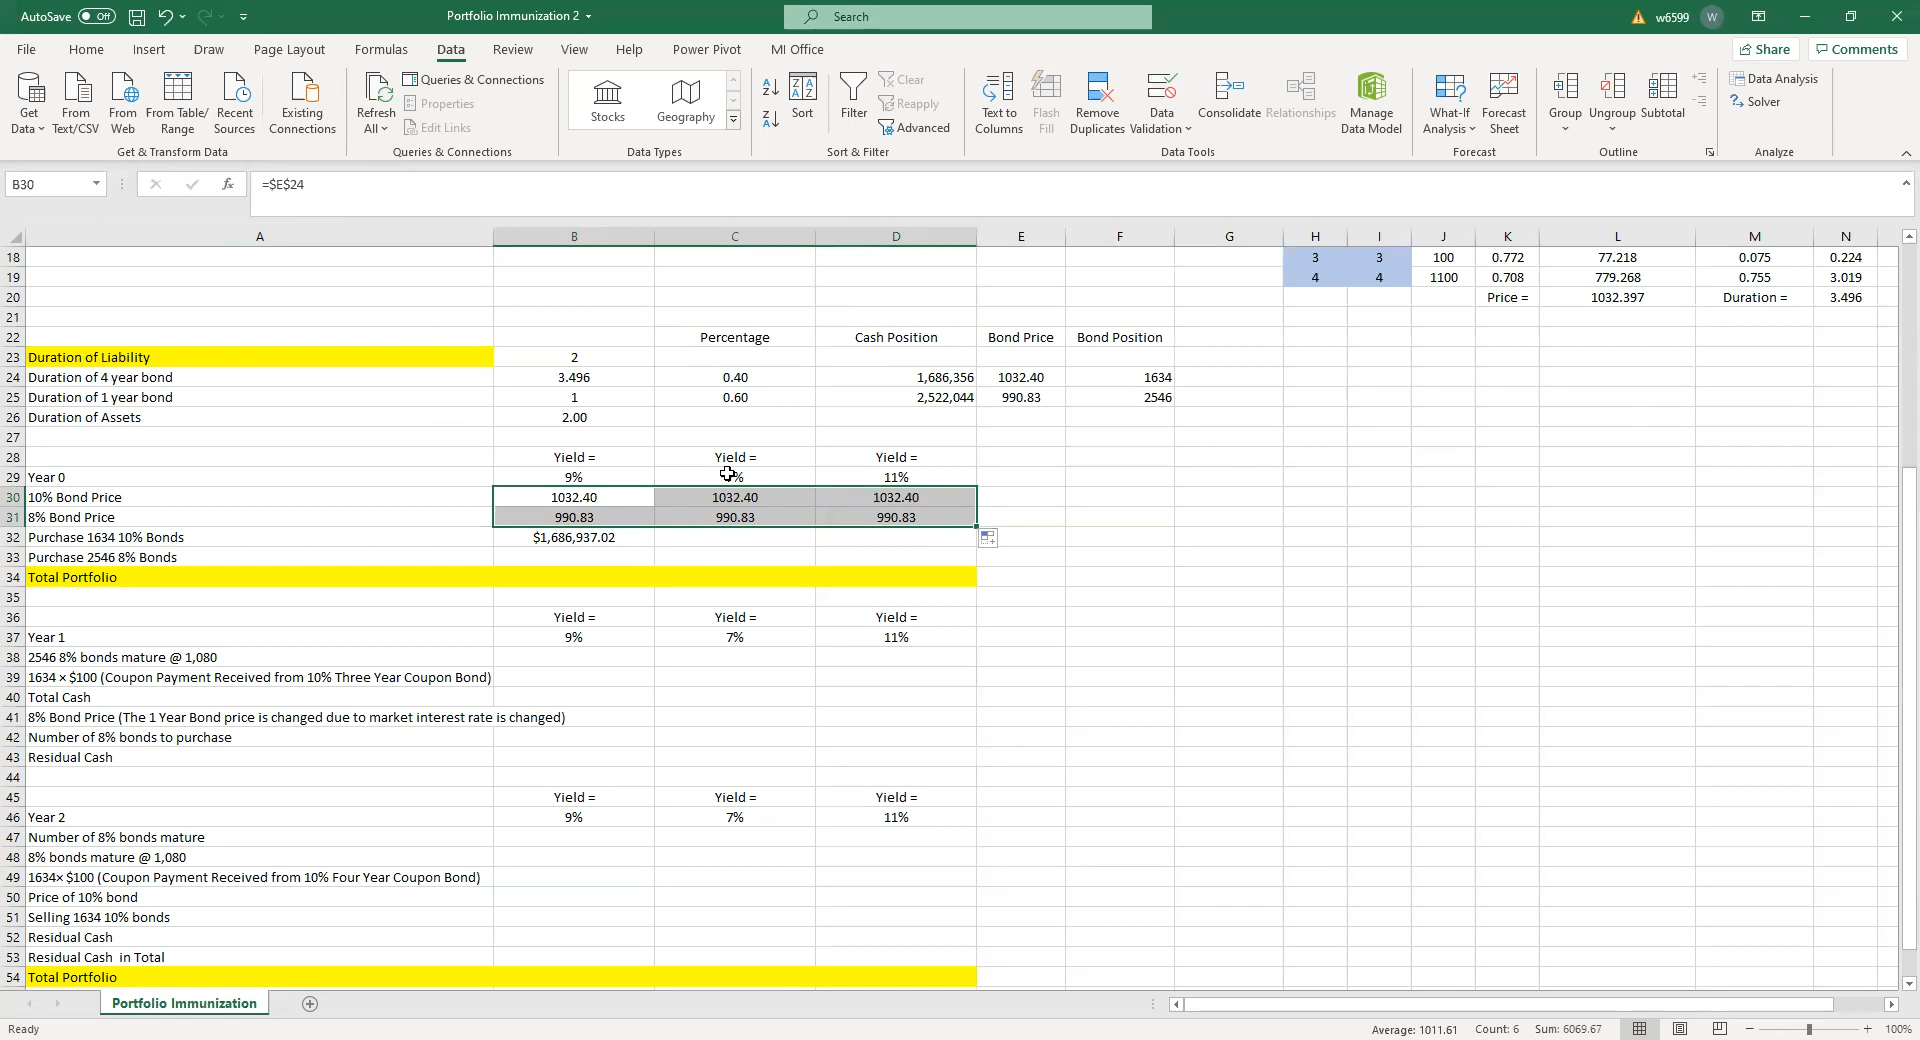 AutoSave Off Portfolio Immunization 2 Search w6599 W
File Home Insert Draw Page Layout Formulas Data Review View Help Power Pivot MI Office Share Comments
Get Data From Text/CSV From Web From Table/ Range Recent Sources Existing Connections Refresh All Queries & Connections Properties Edit Links Stocks Geography Sort Filter Clear Reapply Advanced Text to Columns Flash Fill Remove Duplicates Data Validation Consolidate Relationships Manage Data Model What-If Analysis Forecast Sheet Group Ungroup Subtotal Data Analysis Solver
Get & Transform Data Queries & Connections Data Types Sort & Filter Data Tools Forecast Outline Analyze
B30 fx =$E$24
A B C D E F G H I J K L M N
18 3 3 100 0.772 77.218 0.075 0.224
19 4 4 1100 0.708 779.268 0.755 3.019
20 Price = 1032.397 Duration = 3.496
21
22 Percentage Cash Position Bond Price Bond Position
23 Duration of Liability 2
24 Duration of 4 year bond 3.496 0.40 1,686,356 1032.40 1634
25 Duration of 1 year bond 1 0.60 2,522,044 990.83 2546
26 Duration of Assets 2.00
27
28 Yield = Yield = Yield =
29 Year 0 9% % 11%
30 10% Bond Price 1032.40 1032.40 1032.40
31 8% Bond Price 990.83 990.83 990.83
32 Purchase 1634 10% Bonds $1,686,937.02
33 Purchase 2546 8% Bonds
34 Total Portfolio
35
36 Yield = Yield = Yield =
37 Year 1 9% 7% 11%
38 2546 8% bonds mature @ 1,080
39 1634 × $100 (Coupon Payment Received from 10% Three Year Coupon Bond)
40 Total Cash
41 8% Bond Price (The 1 Year Bond price is changed due to market interest rate is changed)
42 Number of 8% bonds to purchase
43 Residual Cash
44
45 Yield = Yield = Yield =
46 Year 2 9% 7% 11%
47 Number of 8% bonds mature
48 8% bonds mature @ 1,080
49 1634× $100 (Coupon Payment Received from 10% Four Year Coupon Bond)
50 Price of 10% bond
51 Selling 1634 10% bonds
52 Residual Cash
53 Residual Cash  in Total
54 Total Portfolio
Portfolio Immunization
Ready Average: 1011.61 Count: 6 Sum: 6069.67 100%